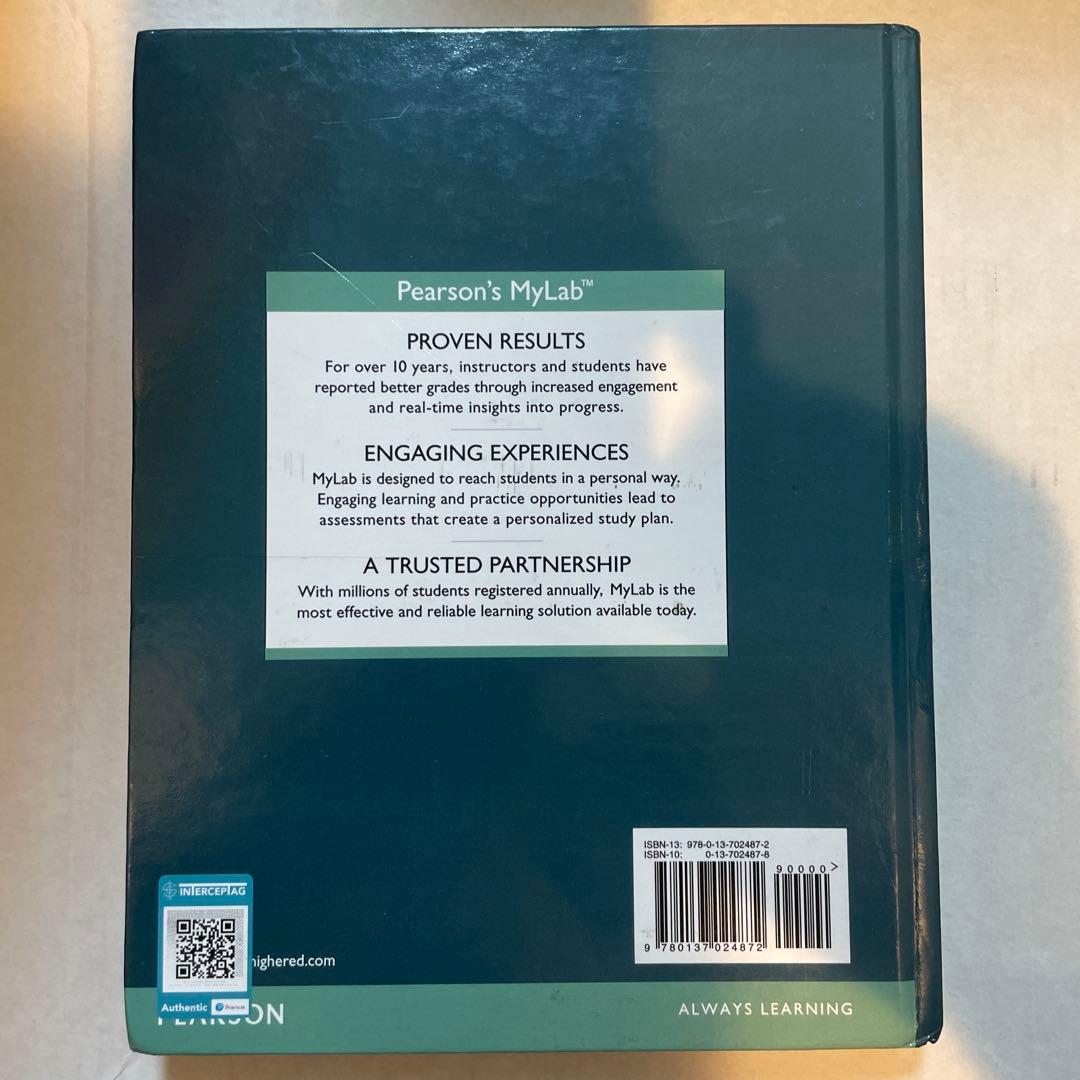 Pearson's MyLab™
PROVEN RESULTS
For over 10 years, instructors and students have
reported better grades through increased engagement
and real-time insights into progress.
ENGAGING EXPERIENCES
MyLab is designed to reach students in a personal way.
Engaging learning and practice opportunities lead to
assessments that create a personalized study plan.
A TRUSTED PARTNERSHIP
With millions of students registered annually, MyLab is the
most effective and reliable learning solution available today.
ISBN-13: 978-0-13-702487-2
ISBN-10: 0-13-702487-8
90000>
9 780137 024872
INTERCEPTAG
highered.com
Authentic Pearson
PEARSON
ALWAYS LEARNING